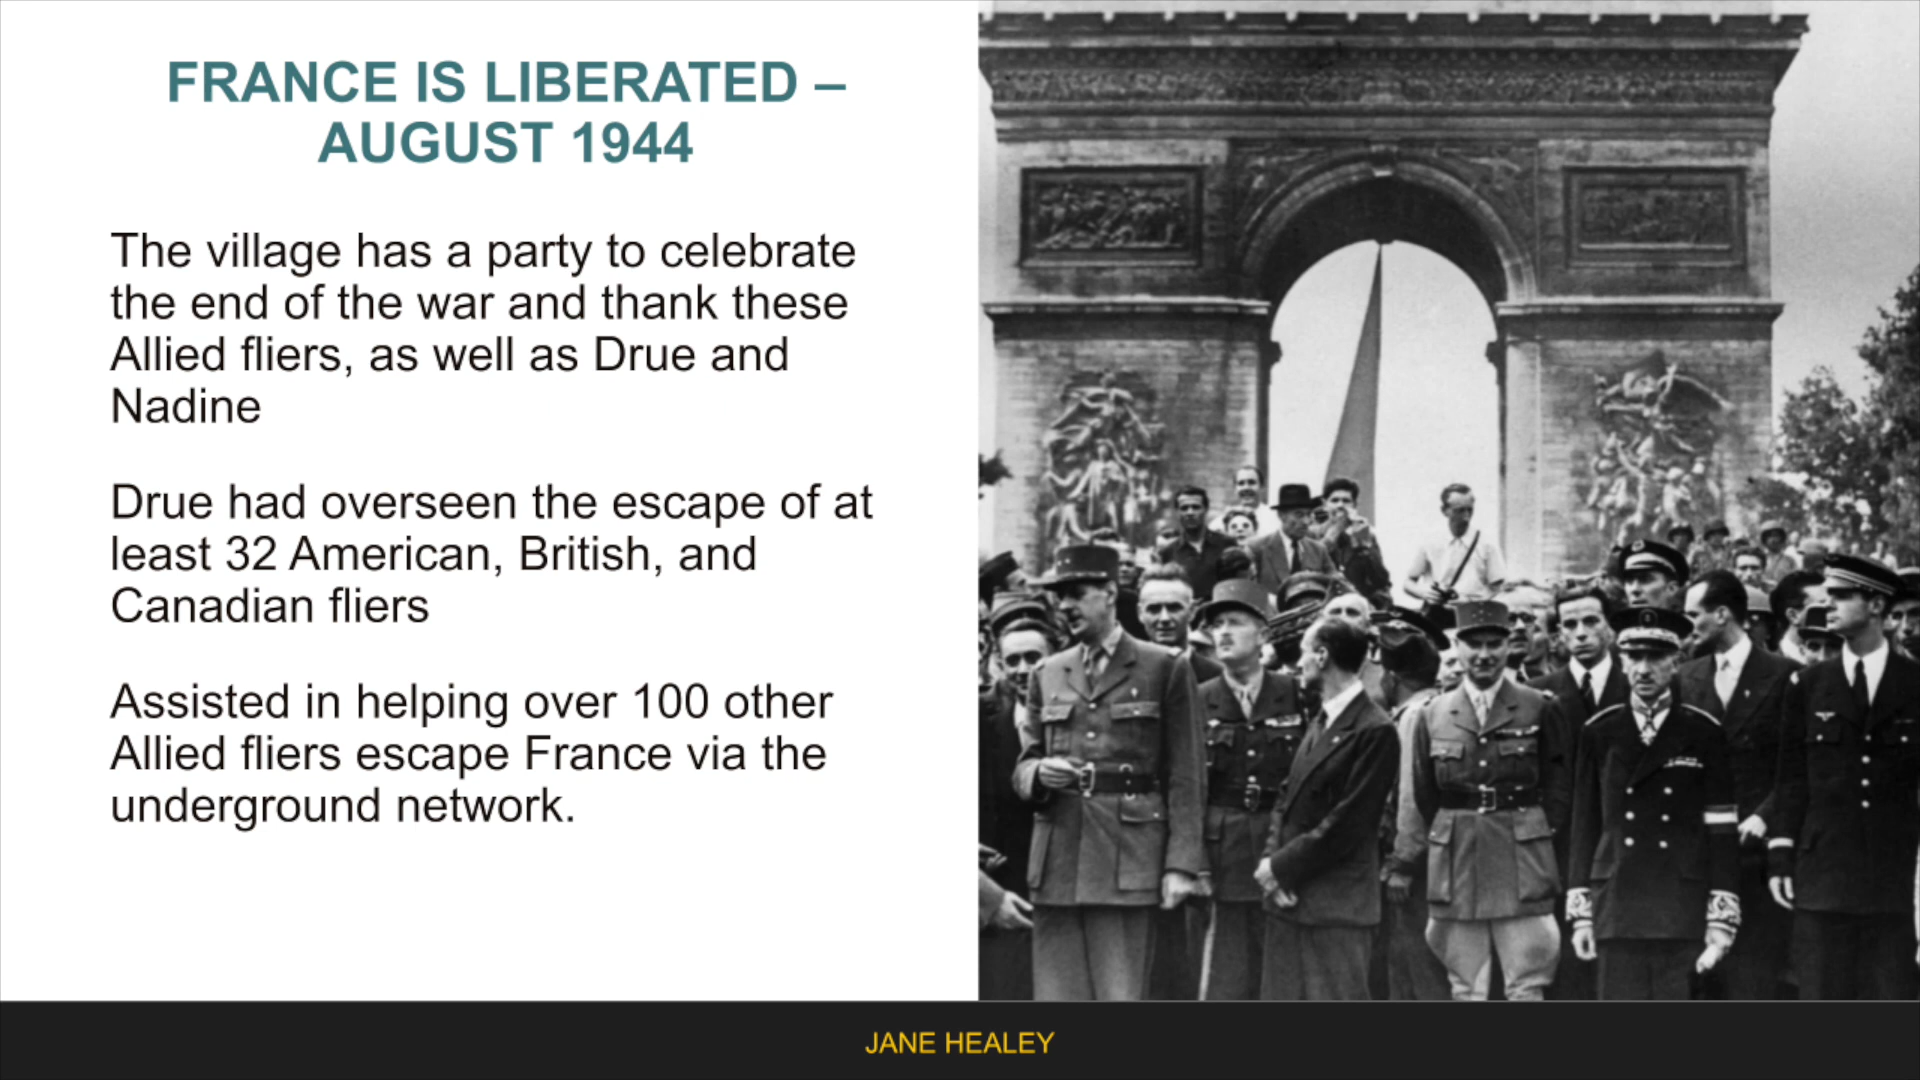 FRANCE IS LIBERATED –
AUGUST 1944
The village has a party to celebrate
the end of the war and thank these
Allied fliers, as well as Drue and
Nadine
Drue had overseen the escape of at
least 32 American, British, and
Canadian fliers
Assisted in helping over 100 other
Allied fliers escape France via the
underground network.
JANE HEALEY